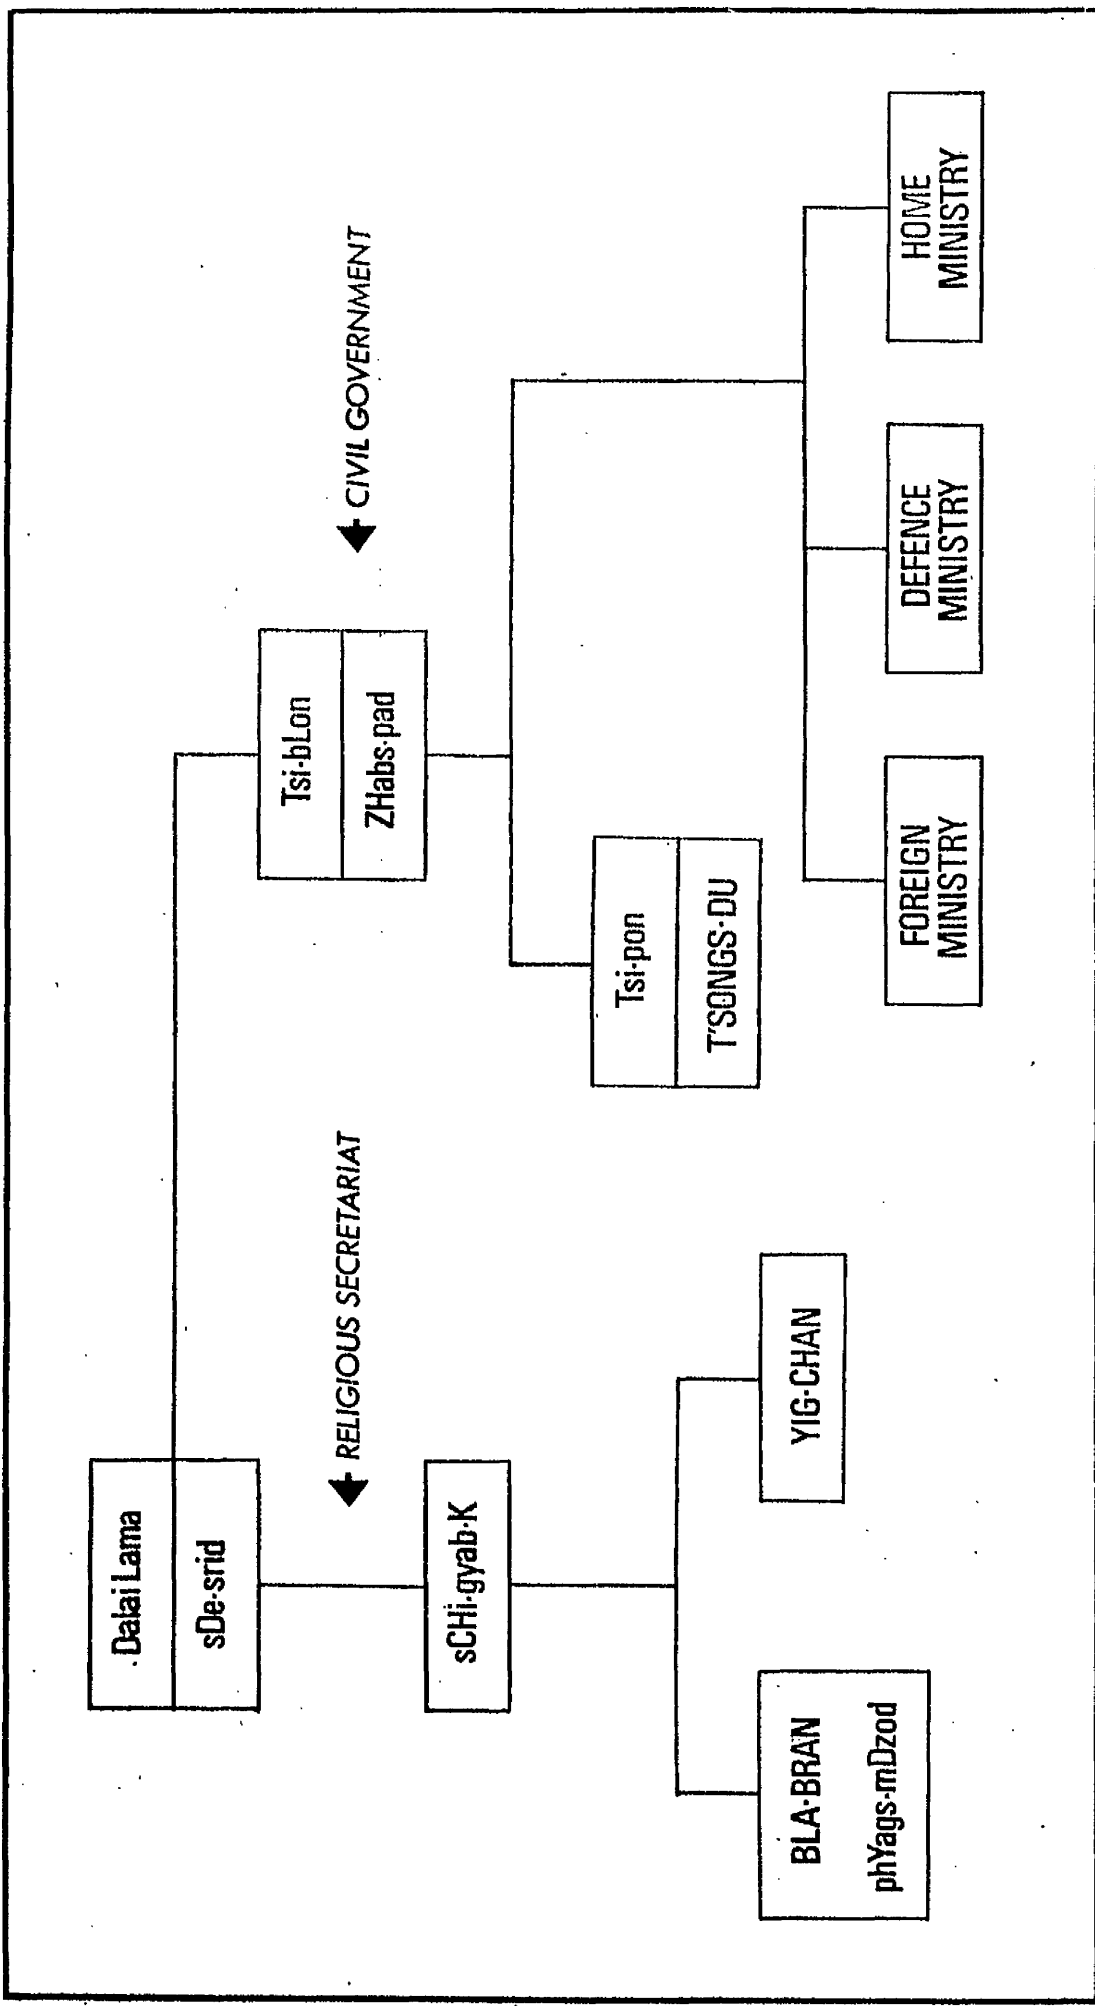 Dalai Lama
sDe-srid
RELIGIOUS SECRETARIAT
sCHi-gyab-K
BLA-BRAN
phYags-mDzod
YIG-CHAN
CIVIL GOVERNMENT
Tsi-bLon
ZHabs-pad
Tsi-pon
T'SONGS-DU
FOREIGN
MINISTRY
DEFENCE
MINISTRY
HOME
MINISTRY